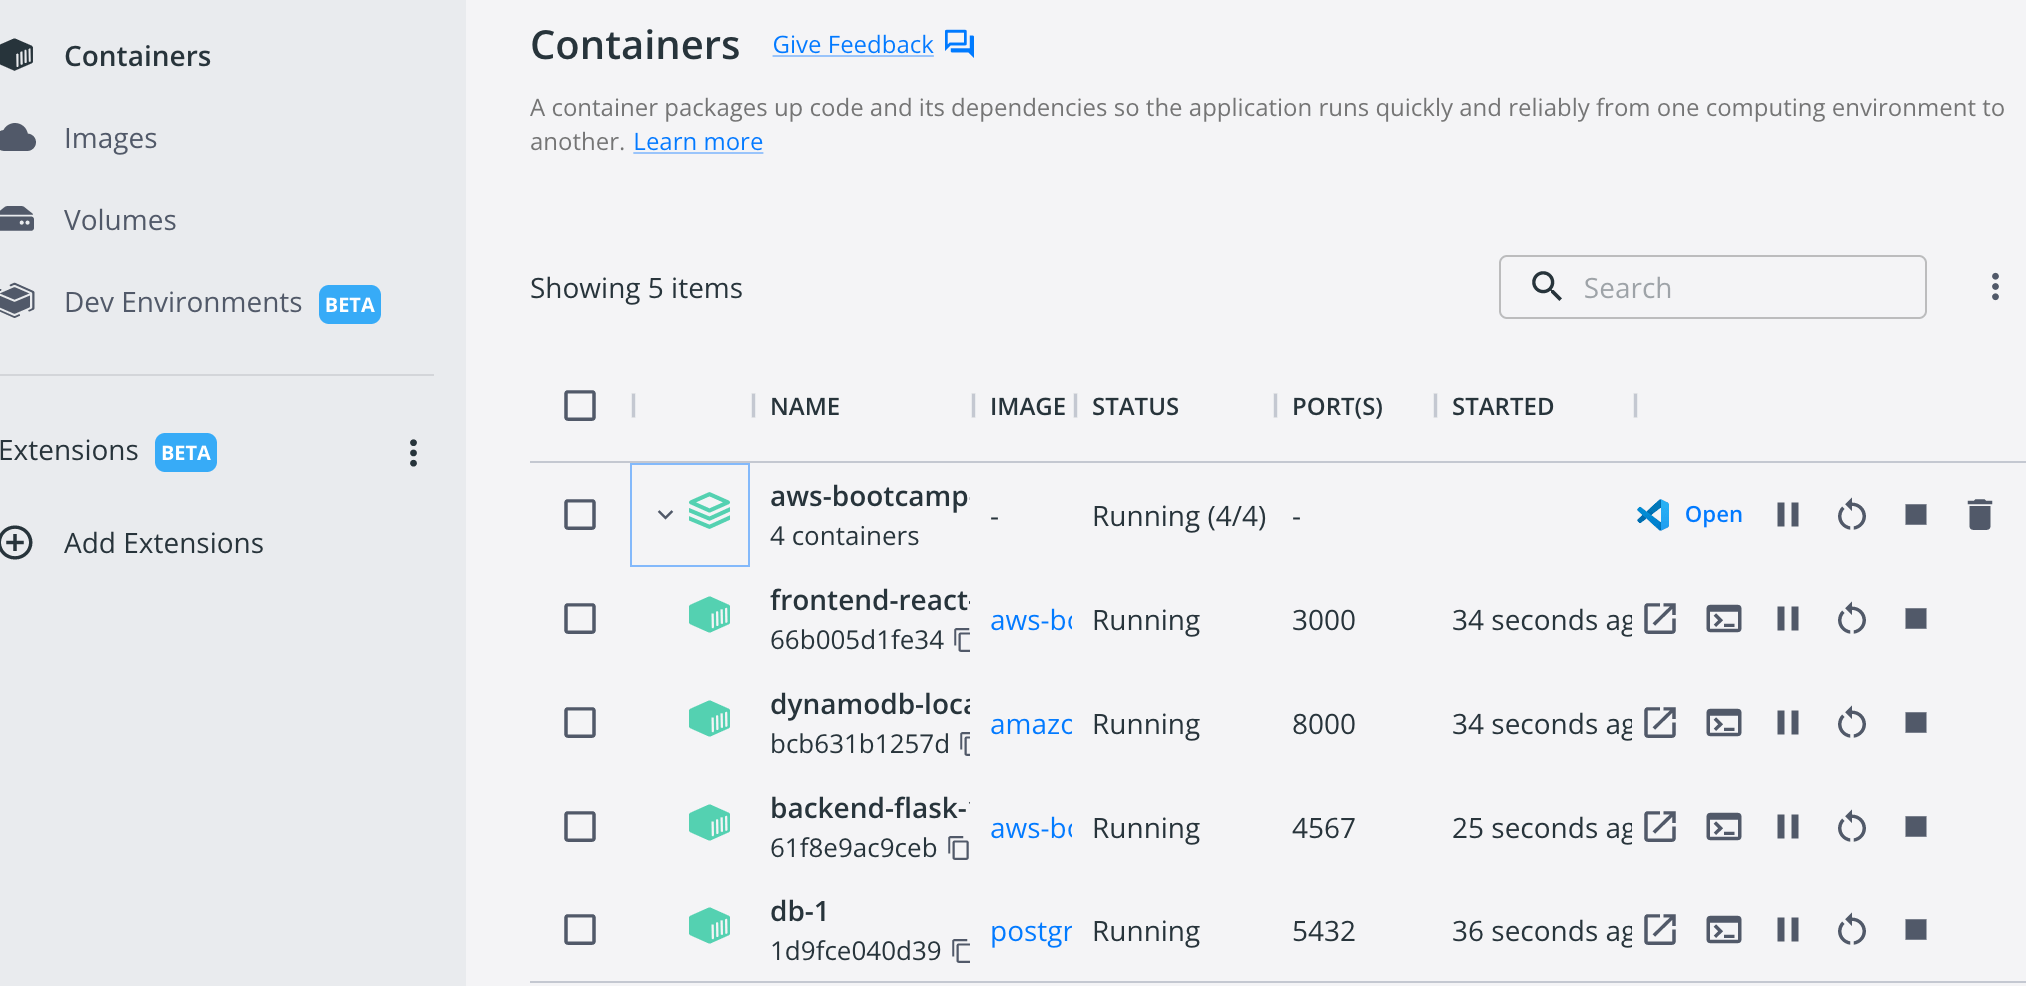 Containers
Images
Volumes
Dev Environments BETA
Extensions BETA
Add Extensions
Containers Give Feedback
A container packages up code and its dependencies so the application runs quickly and reliably from one computing environment to
another. Learn more
Showing 5 items
Search
NAME IMAGE STATUS PORT(S) STARTED
aws-bootcamp-
4 containers
- Running (4/4) - Open
frontend-react-
66b005d1fe34
aws-bo Running 3000 34 seconds ag
dynamodb-loca
bcb631b1257d
amazo Running 8000 34 seconds ag
backend-flask-
61f8e9ac9ceb
aws-bo Running 4567 25 seconds ag
db-1
1d9fce040d39
postgr Running 5432 36 seconds ag